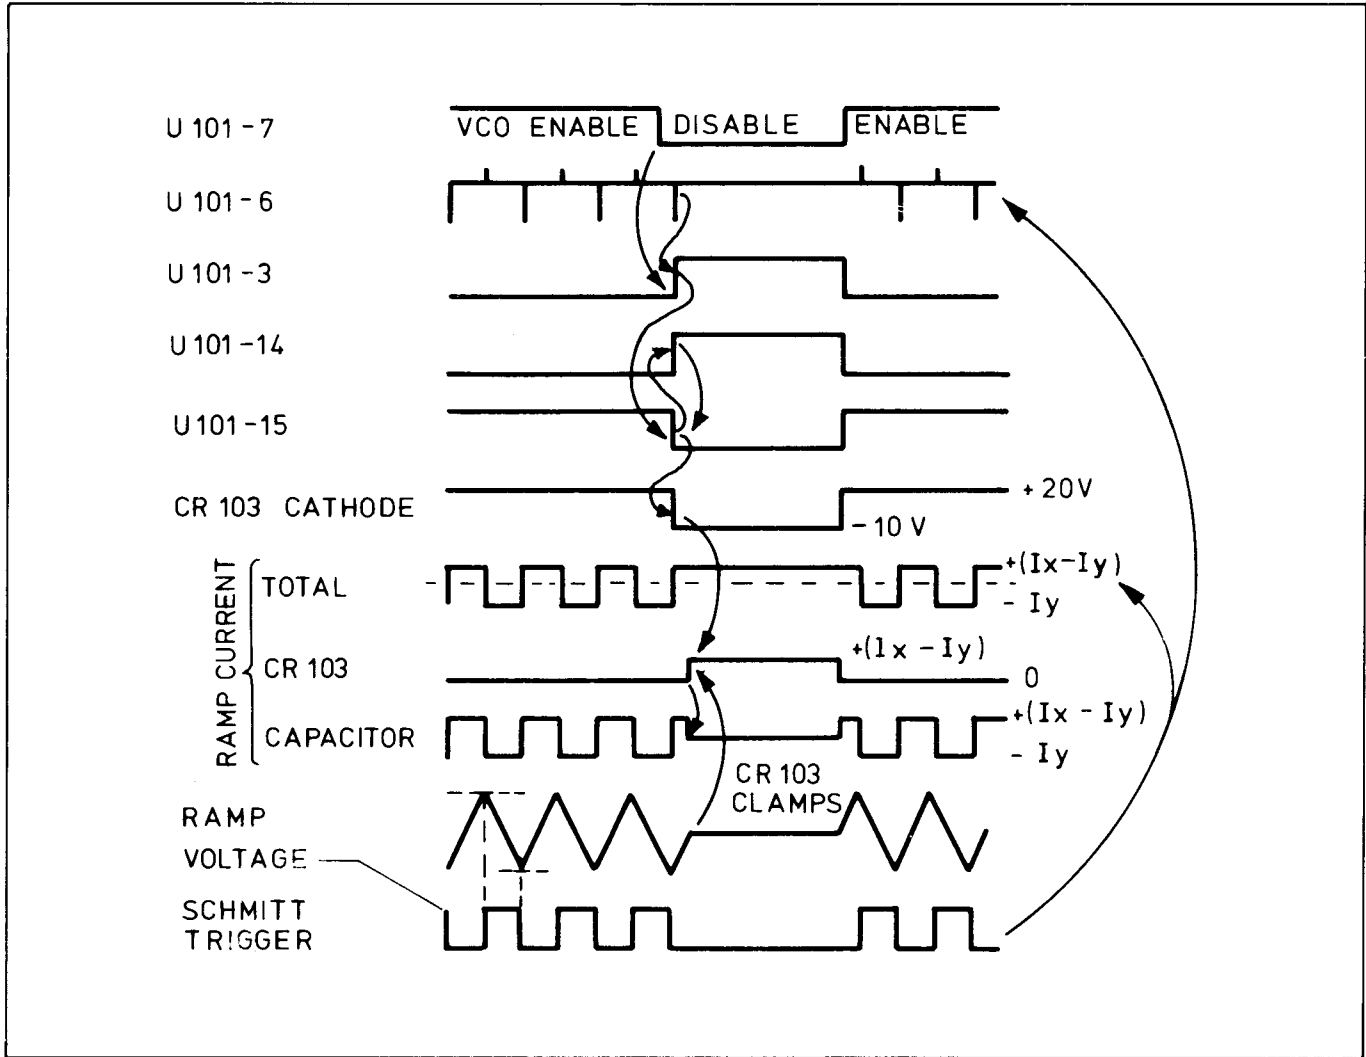 U 101-7
VCO ENABLE
DISABLE
ENABLE
U 101-6
U 101-3
U 101-14
U101-15
CR 103 CATHODE
+20V
-10 V
RAMP CURRENT
TOTAL
+(Ix-Iy)
- Iy
CR 103
+(Ix - Iy)
0
CAPACITOR
+(Ix - Iy)
- Iy
CR 103
CLAMPS
RAMP
VOLTAGE
SCHMITT
TRIGGER